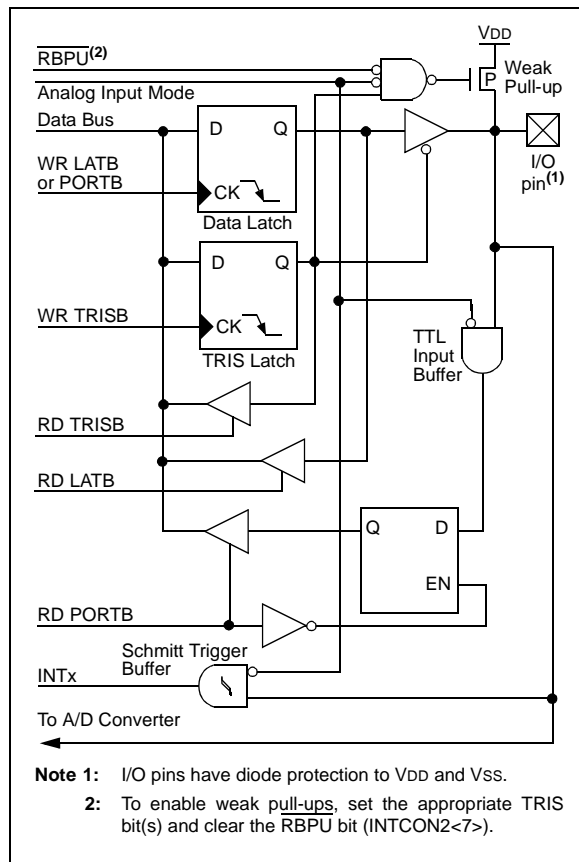 VDD
RBPU(2)
P
Weak
Pull-up
Analog Input Mode
Data Bus
D
Q
I/O
pin(1)
WR LATB
or PORTB
CK
Data Latch
D
Q
WR TRISB
CK
TRIS Latch
TTL
Input
Buffer
RD TRISB
RD LATB
Q
D
EN
RD PORTB
Schmitt Trigger
Buffer
INTx
To A/D Converter
Note 1: I/O pins have diode protection to VDD and VSS.
2: To enable weak pull-ups, set the appropriate TRIS
bit(s) and clear the RBPU bit (INTCON2<7>).